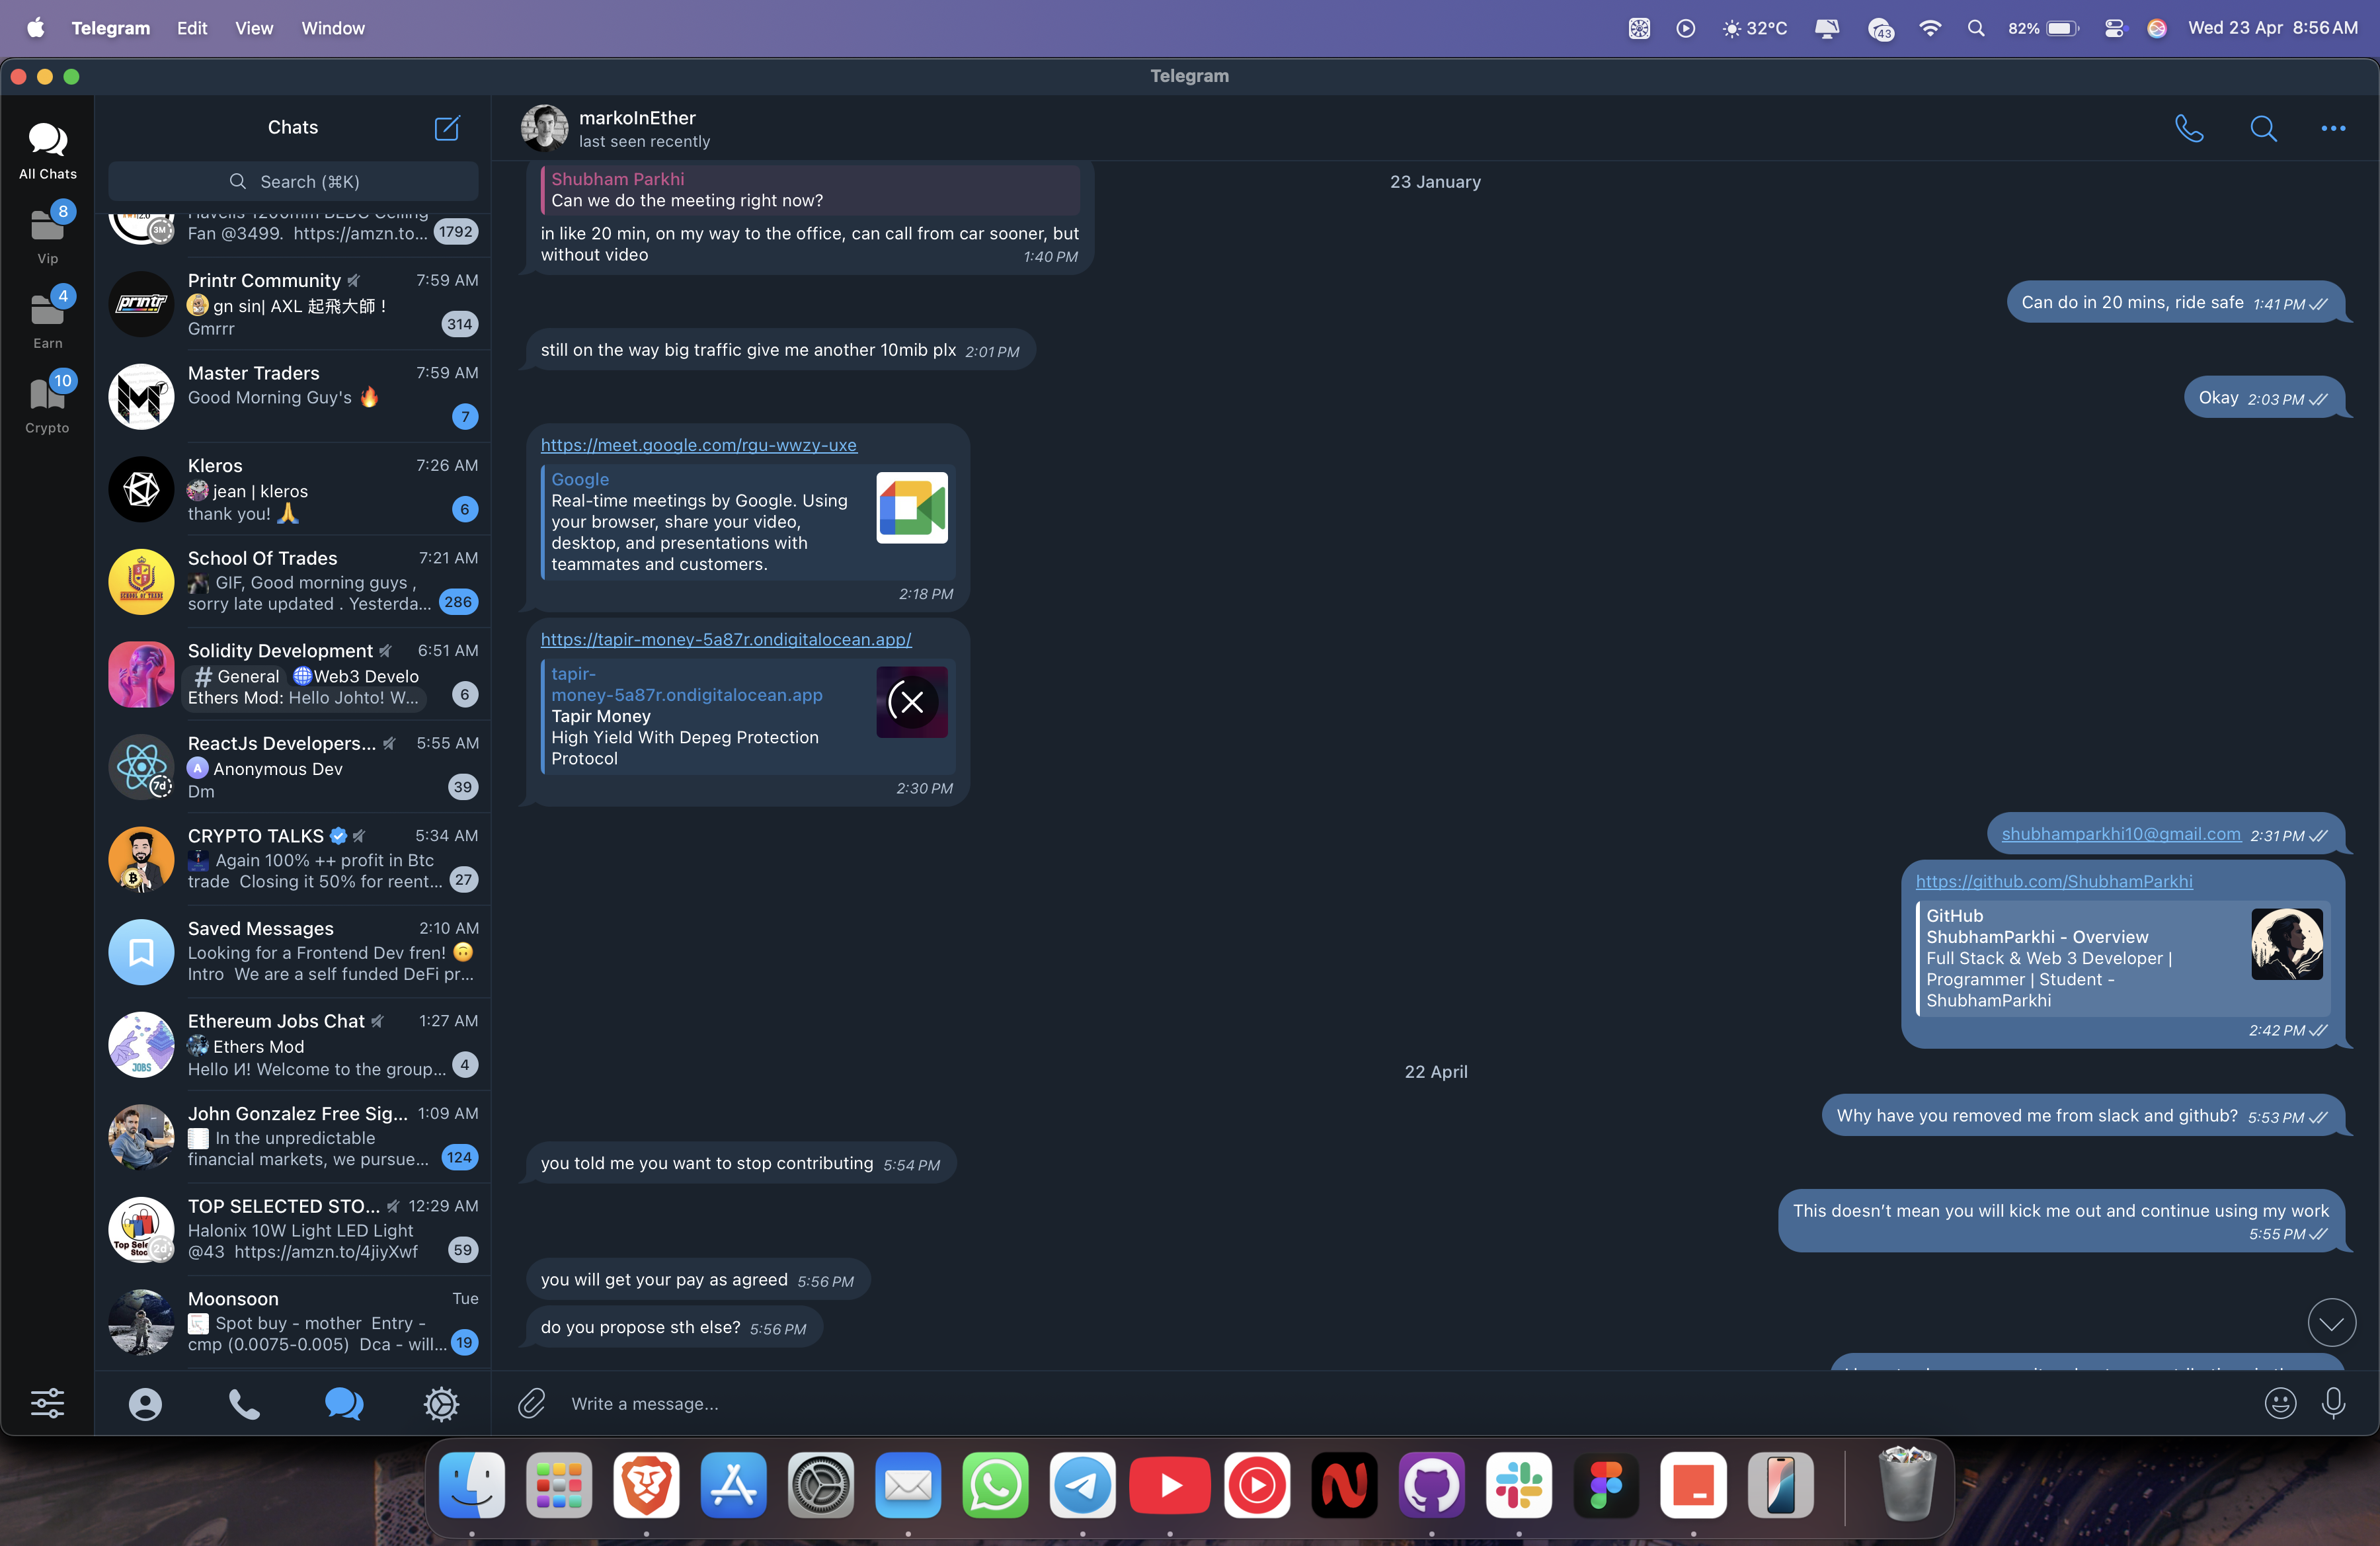 Telegram Edit View Window
32°C 43 82% Wed 23 Apr 8:56 AM
Telegram
All Chats
8
Vip
4
Earn
10
Crypto
Chats
Search (⌘K)
Fan @3499. https://amzn.to...
3M
1792
Printr Community 7:59 AM
printr
gn sin| AXL 起飛大師！
Gmrrr
314
Master Traders 7:59 AM
Good Morning Guy's 🔥
7
Kleros 7:26 AM
jean | kleros
thank you! 🙏
6
School Of Trades 7:21 AM
GIF, Good morning guys ,
sorry late updated . Yesterda...
286
Solidity Development 6:51 AM
# General 🌐Web3 Develo
Ethers Mod: Hello Johto! W...
6
ReactJs Developers... 5:55 AM
A Anonymous Dev
Dm
7d
39
CRYPTO TALKS 5:34 AM
Again 100% ++ profit in Btc
trade Closing it 50% for reent...
27
Saved Messages 2:10 AM
Looking for a Frontend Dev fren! 🙃
Intro We are a self funded DeFi pr...
Ethereum Jobs Chat 1:27 AM
JOBS
Ethers Mod
Hello И! Welcome to the group...
4
John Gonzalez Free Sig... 1:09 AM
In the unpredictable
financial markets, we pursue...
124
TOP SELECTED STO... 12:29 AM
Halonix 10W Light LED Light
@43 https://amzn.to/4jiyXwf
2d
59
Moonsoon Tue
Spot buy - mother Entry -
cmp (0.0075-0.005) Dca - will...
19
markoInEther
last seen recently
23 January
Shubham Parkhi
Can we do the meeting right now?
in like 20 min, on my way to the office, can call from car sooner, but
without video
1:40 PM
Can do in 20 mins, ride safe 1:41 PM
still on the way big traffic give me another 10mib plx 2:01 PM
Okay 2:03 PM
https://meet.google.com/rgu-wwzy-uxe
Google
Real-time meetings by Google. Using
your browser, share your video,
desktop, and presentations with
teammates and customers.
2:18 PM
https://tapir-money-5a87r.ondigitalocean.app/
tapir-
money-5a87r.ondigitalocean.app
Tapir Money
High Yield With Depeg Protection
Protocol
2:30 PM
shubhamparkhi10@gmail.com 2:31 PM
https://github.com/ShubhamParkhi
GitHub
ShubhamParkhi - Overview
Full Stack & Web 3 Developer |
Programmer | Student -
ShubhamParkhi
2:42 PM
22 April
Why have you removed me from slack and github? 5:53 PM
you told me you want to stop contributing 5:54 PM
This doesn't mean you will kick me out and continue using my work
5:55 PM
you will get your pay as agreed 5:56 PM
do you propose sth else? 5:56 PM
Write a message...